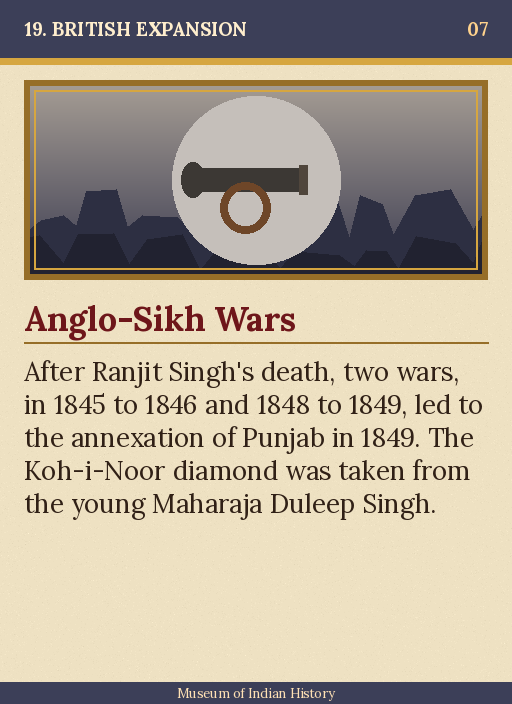 19. BRITISH EXPANSION
07
Anglo-Sikh Wars
After Ranjit Singh's death, two wars,
in 1845 to 1846 and 1848 to 1849, led to
the annexation of Punjab in 1849. The
Koh-i-Noor diamond was taken from
the young Maharaja Duleep Singh.
Museum of Indian History